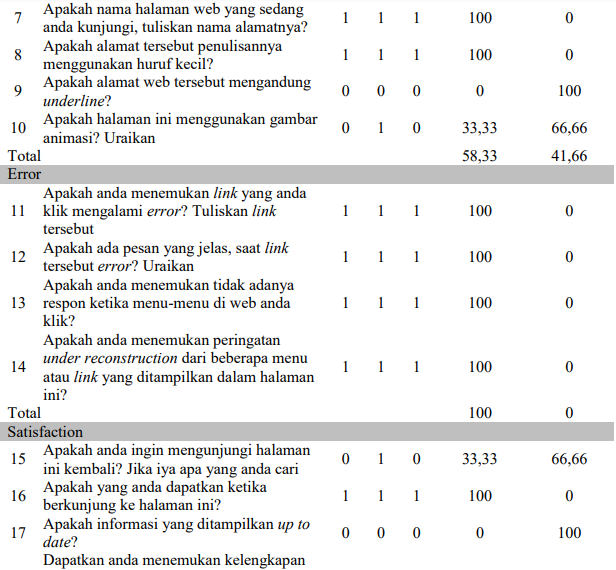 Apakah nama halaman web yang sedang
7 anda kunjungi, tuliskan nama alamatnya? 1 1 1 100 0
Apakah alamat tersebut penulisannya
8 menggunakan huruf kecil? 1 1 1 100 0
Apakah alamat web tersebut mengandung
9 underline? 0 0 0 0 100
Apakah halaman ini menggunakan gambar
10 animasi? Uraikan 0 1 0 33,33 66,66
Total 58,33 41,66
Error
Apakah anda menemukan link yang anda
11 klik mengalami error? Tuliskan link 1 1 1 100 0
tersebut
Apakah ada pesan yang jelas, saat link
12 tersebut error? Uraikan 1 1 1 100 0
Apakah anda menemukan tidak adanya
13 respon ketika menu-menu di web anda 1 1 1 100 0
klik?
Apakah anda menemukan peringatan
under reconstruction dari beberapa menu
14 atau link yang ditampilkan dalam halaman 1 1 1 100 0
ini?
Total 100 0
Satisfaction
Apakah anda ingin mengunjungi halaman
15 ini kembali? Jika iya apa yang anda cari 0 1 0 33,33 66,66
Apakah yang anda dapatkan ketika
16 berkunjung ke halaman ini? 1 1 1 100 0
Apakah informasi yang ditampilkan up to
17 date? 0 0 0 0 100
Dapatkan anda menemukan kelengkapan